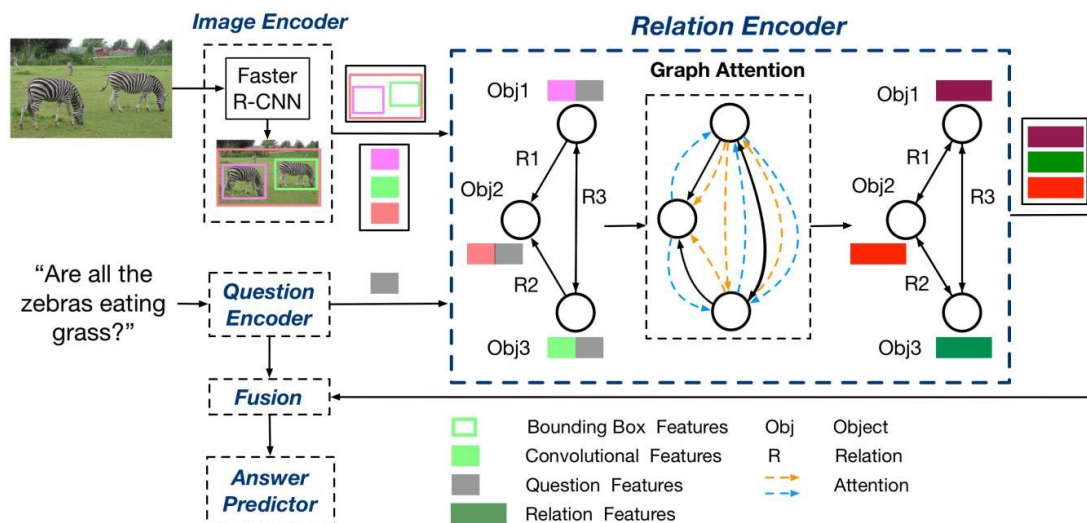 Image Encoder
Faster
R-CNN
“Are all the
zebras eating
grass?”
Question
Encoder
Fusion
Answer
Predictor
Relation Encoder
Graph Attention
Obj1
R1
Obj2
R3
R2
Obj3
Obj1
R1
Obj2
R3
R2
Obj3
Bounding Box Features
Convolutional Features
Question Features
Relation Features
Obj Object
R Relation
Attention